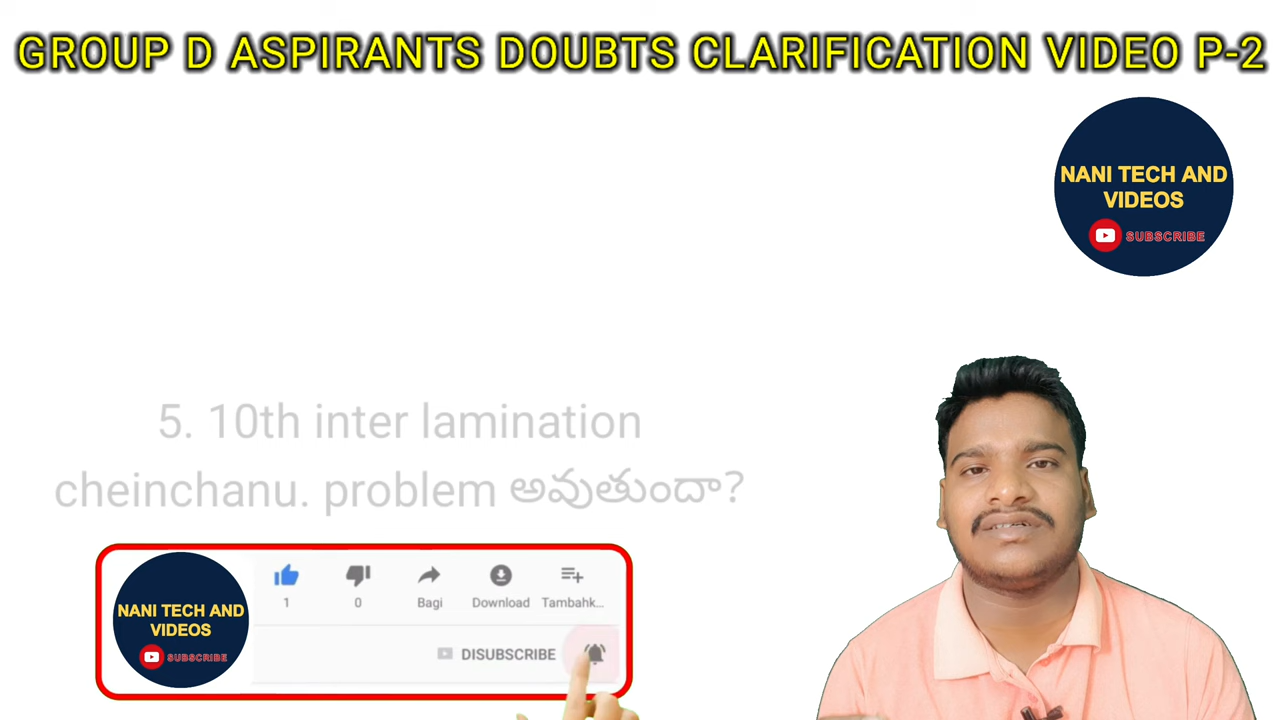 GROUP D ASPIRANTS DOUBTS CLARIFICATION VIDEO P-2
NANI TECH AND
VIDEOS
SUBSCRIBE
5. 10th inter lamination
cheinchanu. problem అవుతుందా?
NANI TECH AND
VIDEOS
SUBSCRIBE
1
0
Bagi
Download
Tambahk...
DISUBSCRIBE